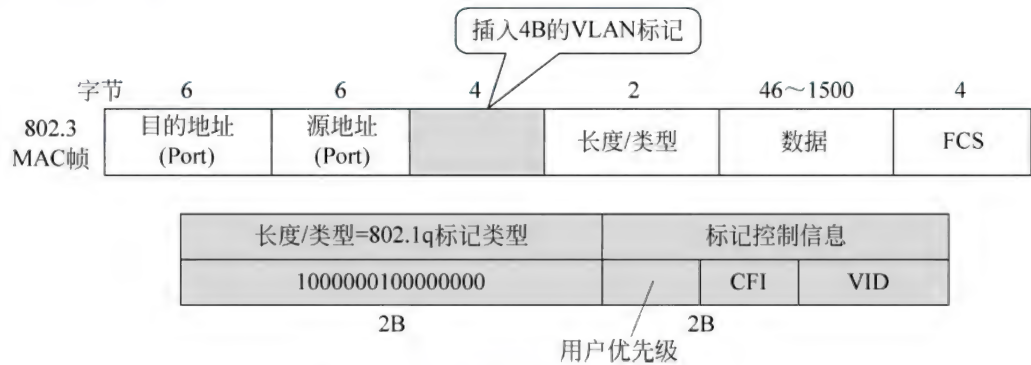 插入4B的VLAN标记
字节 6 6 4 2 46～1500 4
802.3 MAC帧
目的地址 (Port)
源地址 (Port)
长度/类型
数据
FCS
长度/类型=802.1q标记类型 标记控制信息
1000000100000000 CFI VID
2B 2B
用户优先级